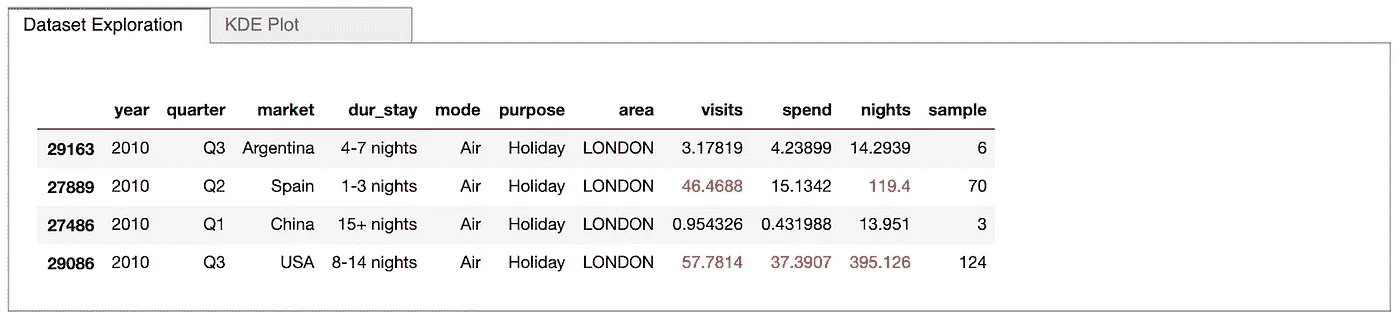 Dataset Exploration KDE Plot
year quarter market dur_stay mode purpose area visits spend nights sample
29163 2010 Q3 Argentina 4-7 nights Air Holiday LONDON 3.17819 4.23899 14.2939 6
27889 2010 Q2 Spain 1-3 nights Air Holiday LONDON 46.4688 15.1342 119.4 70
27486 2010 Q1 China 15+ nights Air Holiday LONDON 0.954326 0.431988 13.951 3
29086 2010 Q3 USA 8-14 nights Air Holiday LONDON 57.7814 37.3907 395.126 124